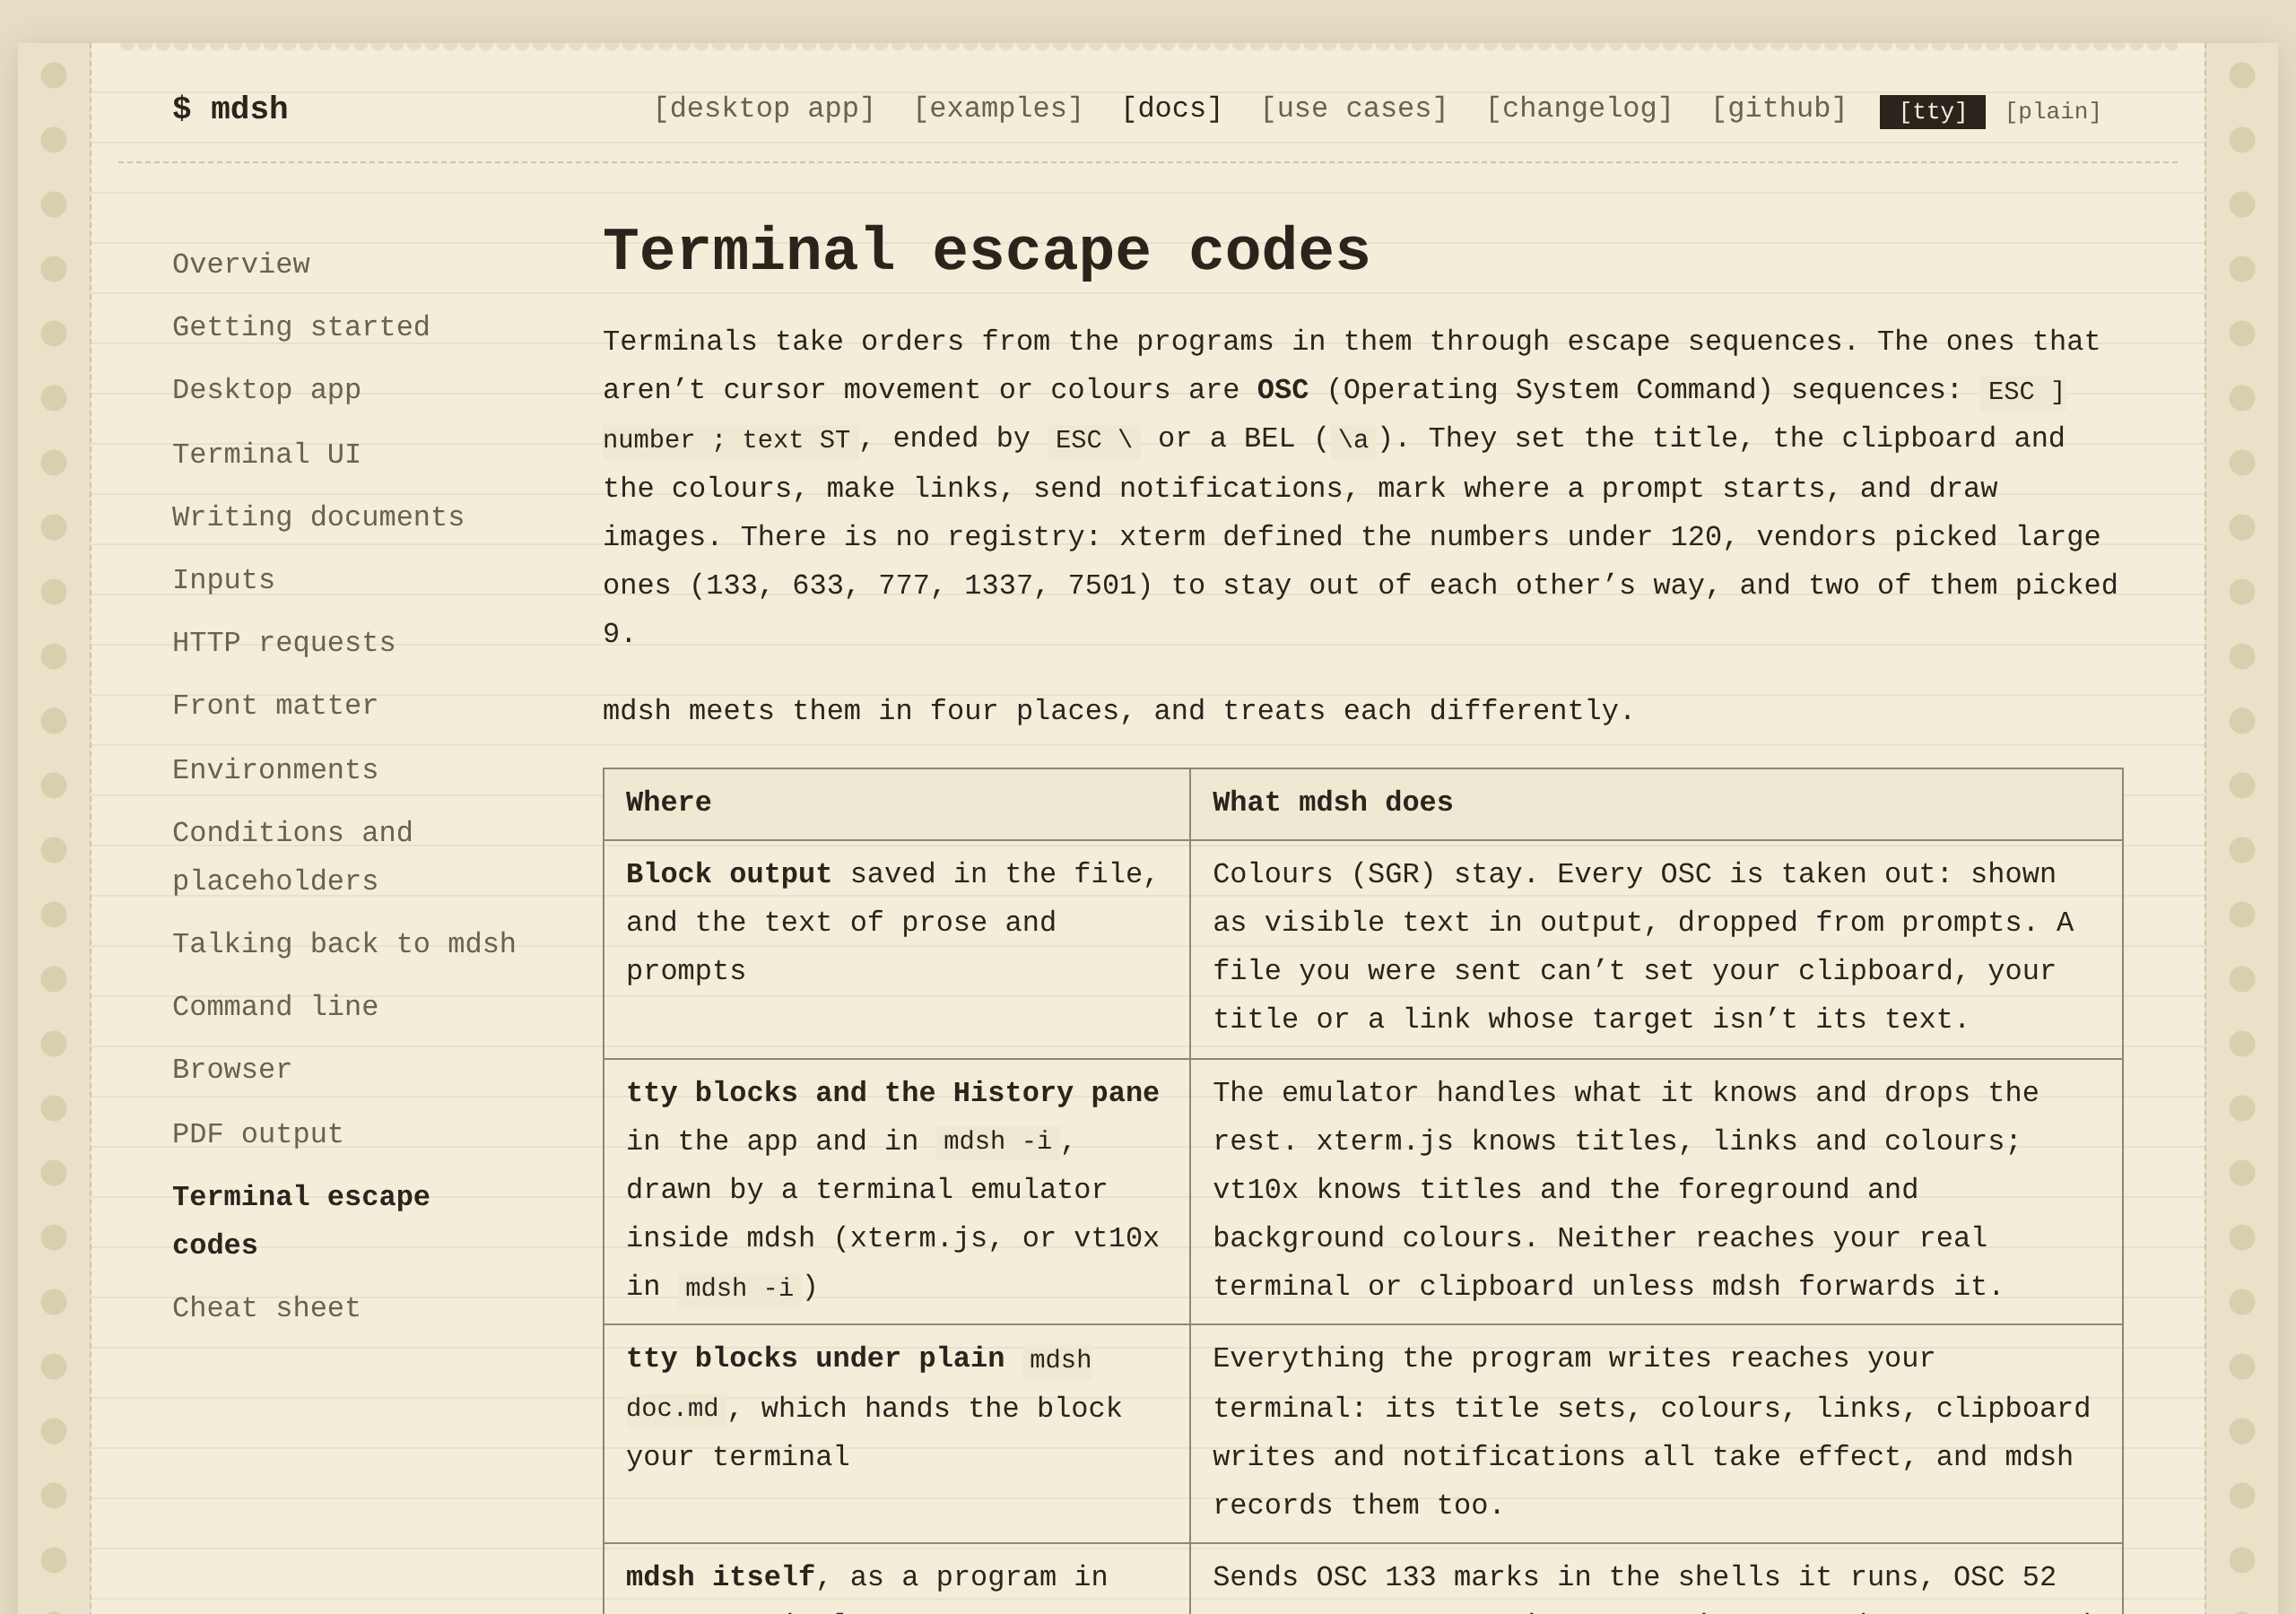 $ mdsh
[desktop app] [examples] [docs] [use cases] [changelog] [github] [tty] [plain]
Overview
Getting started
Desktop app
Terminal UI
Writing documents
Inputs
HTTP requests
Front matter
Environments
Conditions and
placeholders
Talking back to mdsh
Command line
Browser
PDF output
Terminal escape
codes
Cheat sheet
Terminal escape codes
Terminals take orders from the programs in them through escape sequences. The ones that
aren’t cursor movement or colours are OSC (Operating System Command) sequences: ESC ]
number ; text ST, ended by ESC \ or a BEL (\a). They set the title, the clipboard and
the colours, make links, send notifications, mark where a prompt starts, and draw
images. There is no registry: xterm defined the numbers under 120, vendors picked large
ones (133, 633, 777, 1337, 7501) to stay out of each other’s way, and two of them picked
9.
mdsh meets them in four places, and treats each differently.
Where
What mdsh does
Block output saved in the file,
and the text of prose and
prompts
Colours (SGR) stay. Every OSC is taken out: shown
as visible text in output, dropped from prompts. A
file you were sent can’t set your clipboard, your
title or a link whose target isn’t its text.
tty blocks and the History pane
in the app and in mdsh -i,
drawn by a terminal emulator
inside mdsh (xterm.js, or vt10x
in mdsh -i)
The emulator handles what it knows and drops the
rest. xterm.js knows titles, links and colours;
vt10x knows titles and the foreground and
background colours. Neither reaches your real
terminal or clipboard unless mdsh forwards it.
tty blocks under plain mdsh
doc.md, which hands the block
your terminal
Everything the program writes reaches your
terminal: its title sets, colours, links, clipboard
writes and notifications all take effect, and mdsh
records them too.
mdsh itself, as a program in
Sends OSC 133 marks in the shells it runs, OSC 52